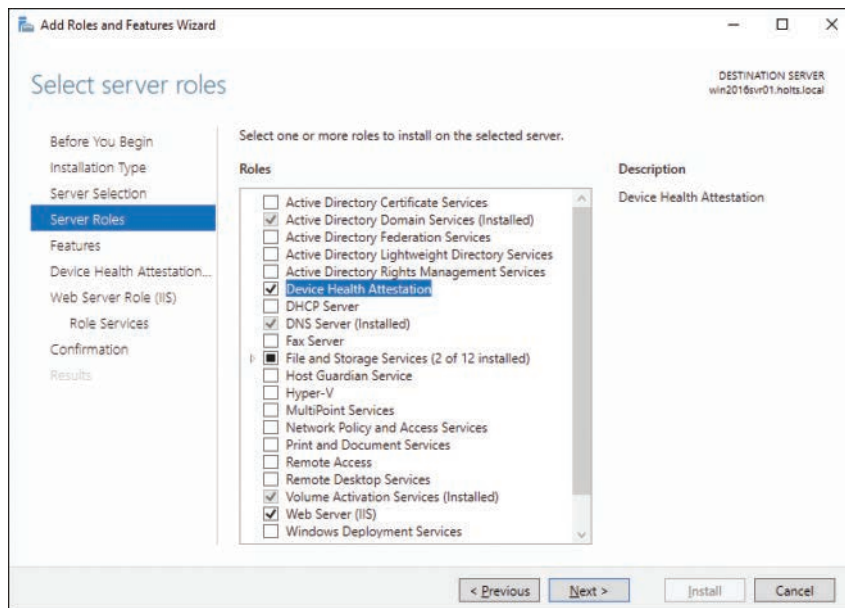 Add Roles and Features Wizard
Select server roles
DESTINATION SERVER
win2016svr01.holts.local
Before You Begin
Installation Type
Server Selection
Server Roles
Features
Device Health Attestation...
Web Server Role (IIS)
Role Services
Confirmation
Results
Select one or more roles to install on the selected server.
Roles
Active Directory Certificate Services
Active Directory Domain Services (Installed)
Active Directory Federation Services
Active Directory Lightweight Directory Services
Active Directory Rights Management Services
Device Health Attestation
DHCP Server
DNS Server (Installed)
Fax Server
File and Storage Services (2 of 12 installed)
Host Guardian Service
Hyper-V
MultiPoint Services
Network Policy and Access Services
Print and Document Services
Remote Access
Remote Desktop Services
Volume Activation Services (Installed)
Web Server (IIS)
Windows Deployment Services
Description
Device Health Attestation
< Previous
Next >
Install
Cancel